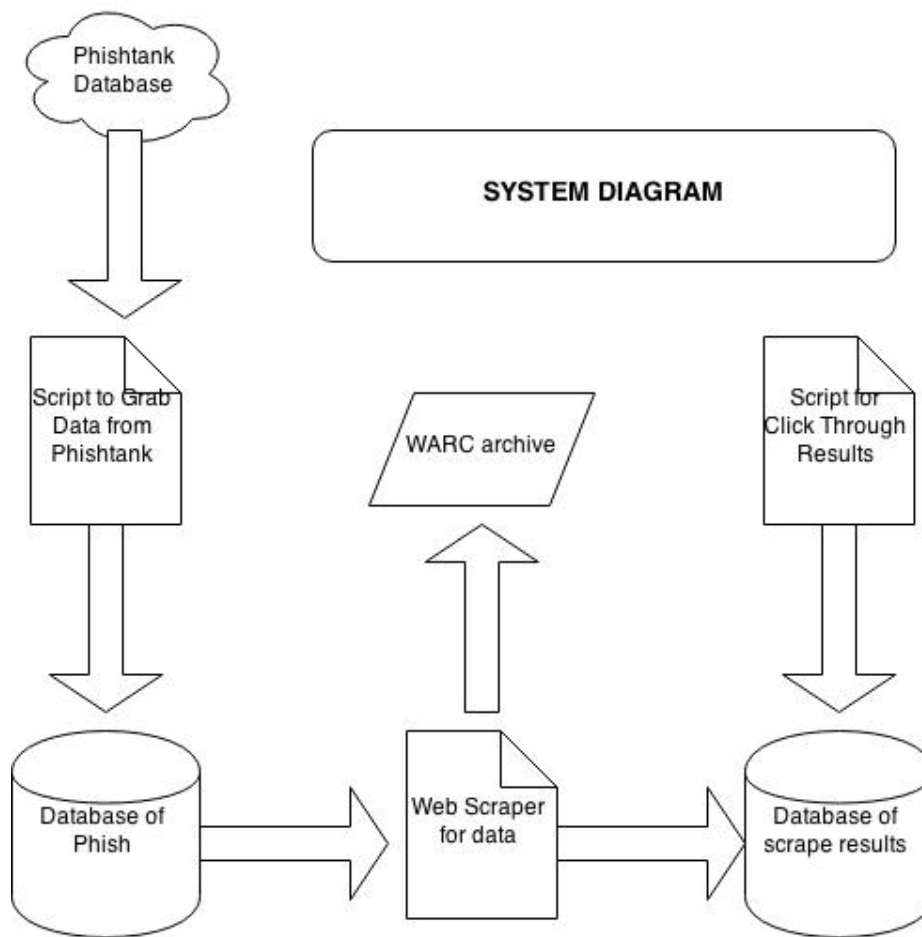 Phishtank
Database
SYSTEM DIAGRAM
Script to Grab
Data from
Phishtank
WARC archive
Script for
Click Through
Results
Database of
Phish
Web Scraper
for data
Database of
scrape results